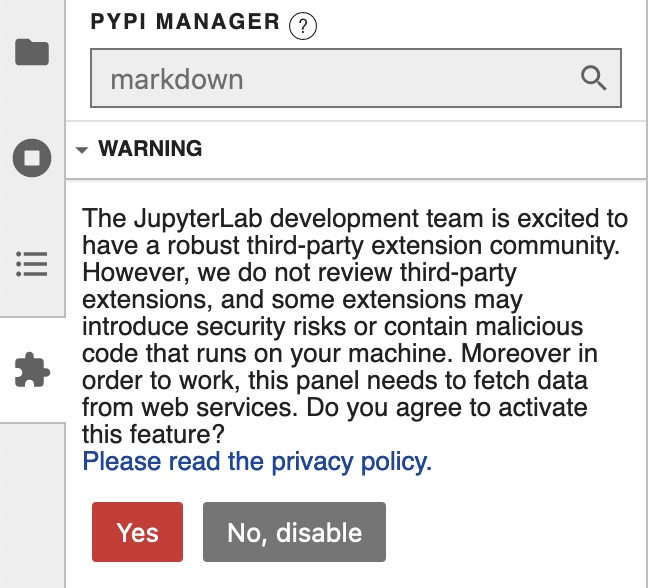 PYPI MANAGER ?
markdown
WARNING
The JupyterLab development team is excited to
have a robust third-party extension community.
However, we do not review third-party
extensions, and some extensions may
introduce security risks or contain malicious
code that runs on your machine. Moreover in
order to work, this panel needs to fetch data
from web services. Do you agree to activate
this feature?
Please read the privacy policy.
Yes No, disable